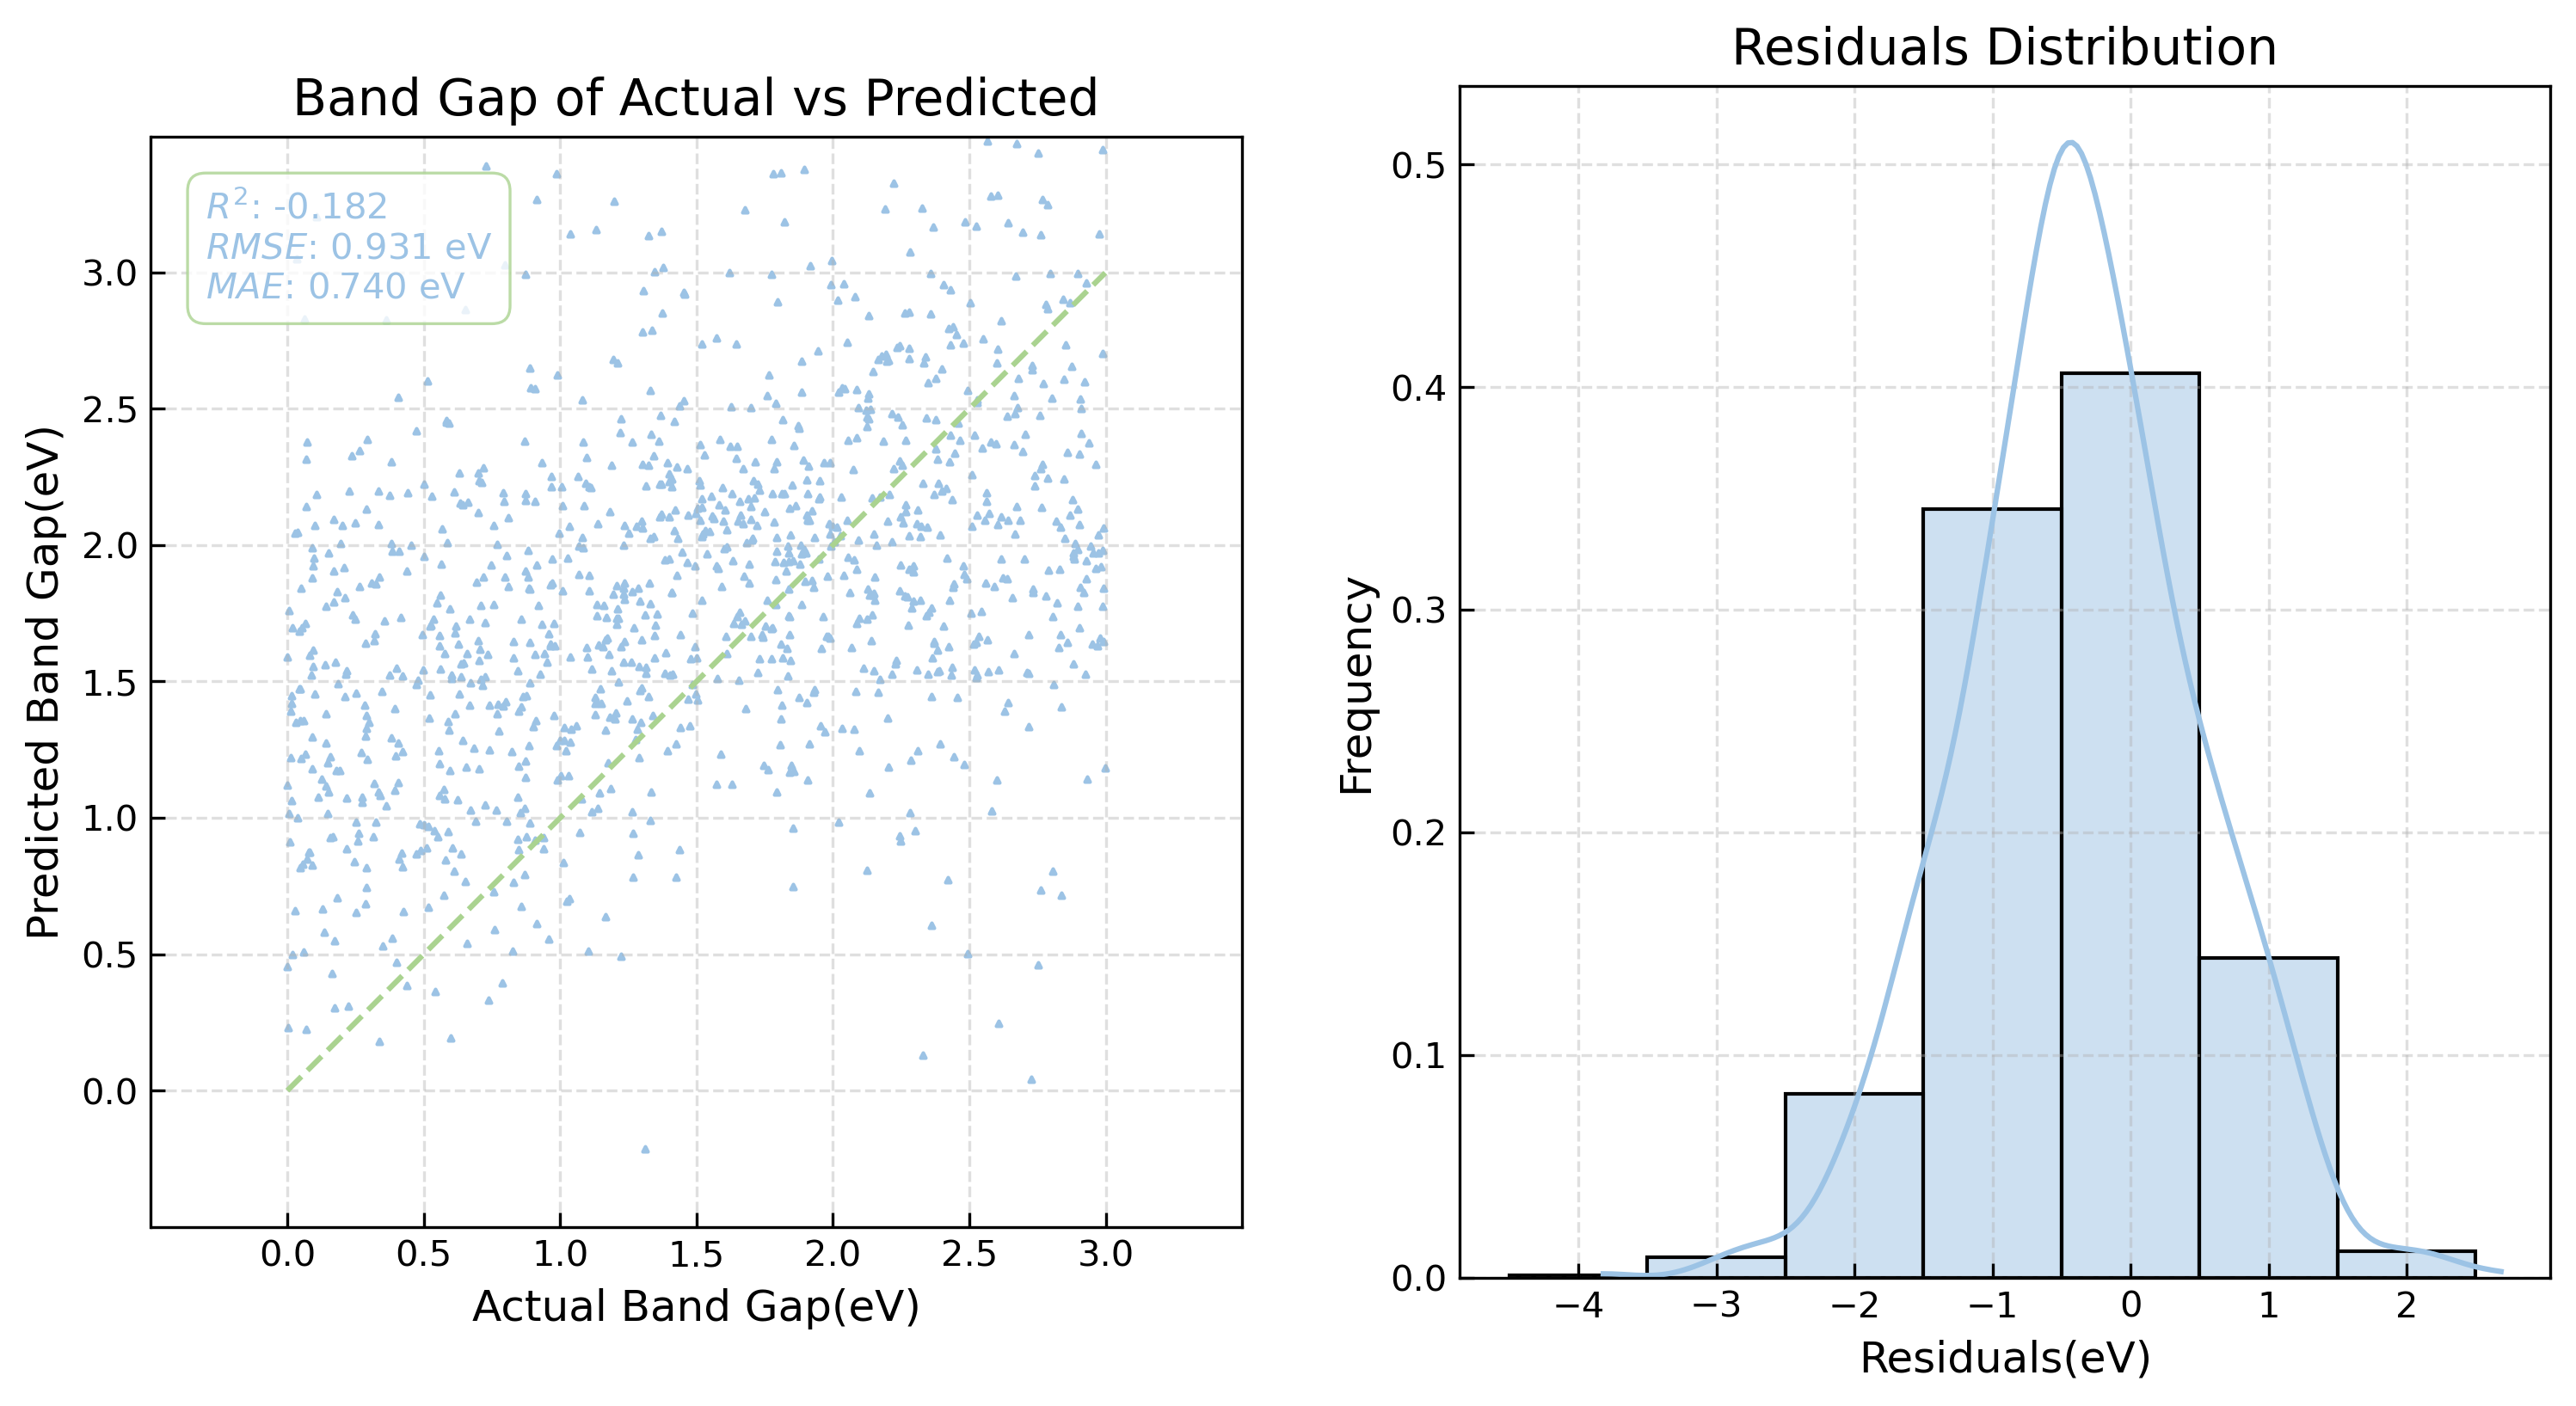 Band Gap of Actual vs Predicted
R²: -0.182
RMSE: 0.931 eV
MAE: 0.740 eV
Predicted Band Gap(eV)
3.0
2.5
2.0
1.5
1.0
0.5
0.0
0.0 0.5 1.0 1.5 2.0 2.5 3.0
Actual Band Gap(eV)
Residuals Distribution
Frequency
0.5
0.4
0.3
0.2
0.1
0.0
−4 −3 −2 −1 0 1 2
Residuals(eV)